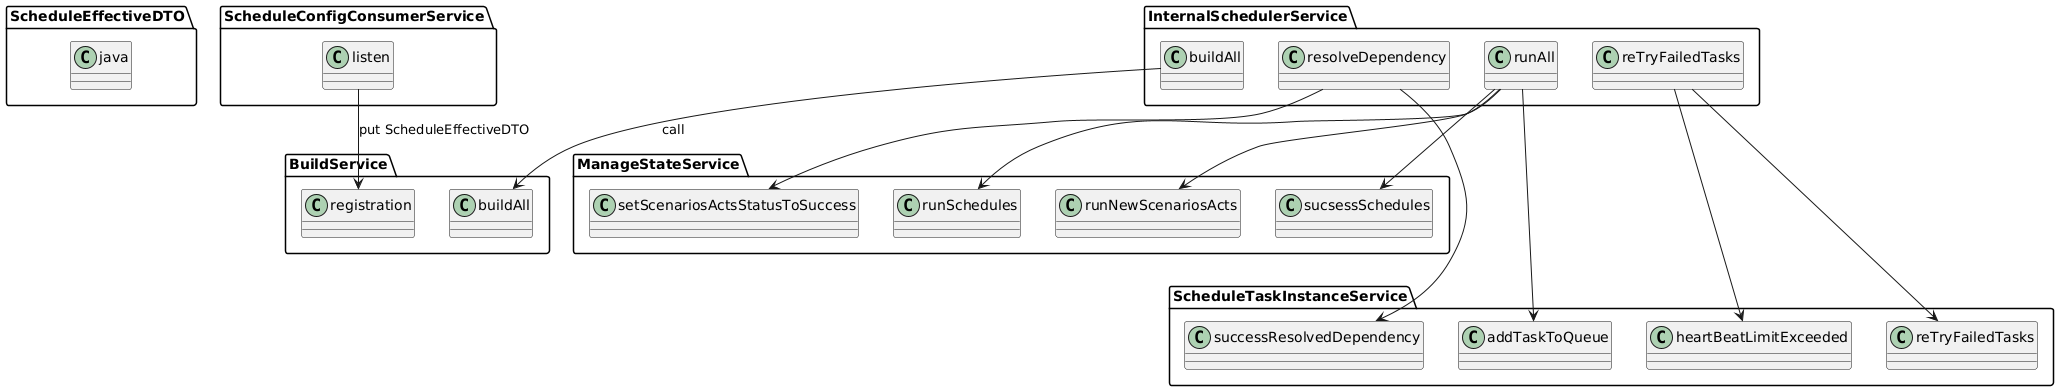 ScheduleEffectiveDTO
C java
ScheduleConfigConsumerService
C listen
InternalSchedulerService
C buildAll
C resolveDependency
C runAll
C reTryFailedTasks
put ScheduleEffectiveDTO
call
BuildService
C registration
C buildAll
ManageStateService
C setScenariosActsStatusToSuccess
C runSchedules
C runNewScenariosActs
C sucsessSchedules
ScheduleTaskInstanceService
C successResolvedDependency
C addTaskToQueue
C heartBeatLimitExceeded
C reTryFailedTasks